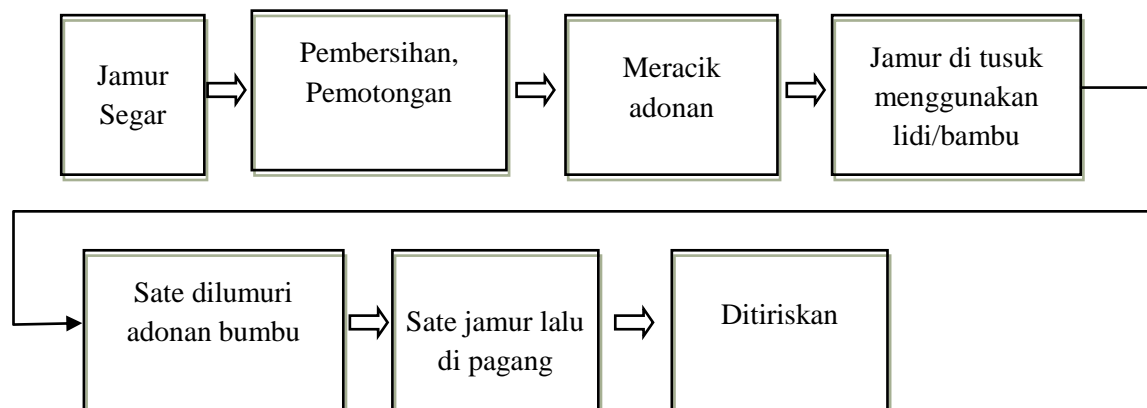 Jamur
Segar
Pembersihan,
Pemotongan
Meracik
adonan
Jamur di tusuk
menggunakan
lidi/bambu
Sate dilumuri
adonan bumbu
Sate jamur lalu
di pagang
Ditiriskan